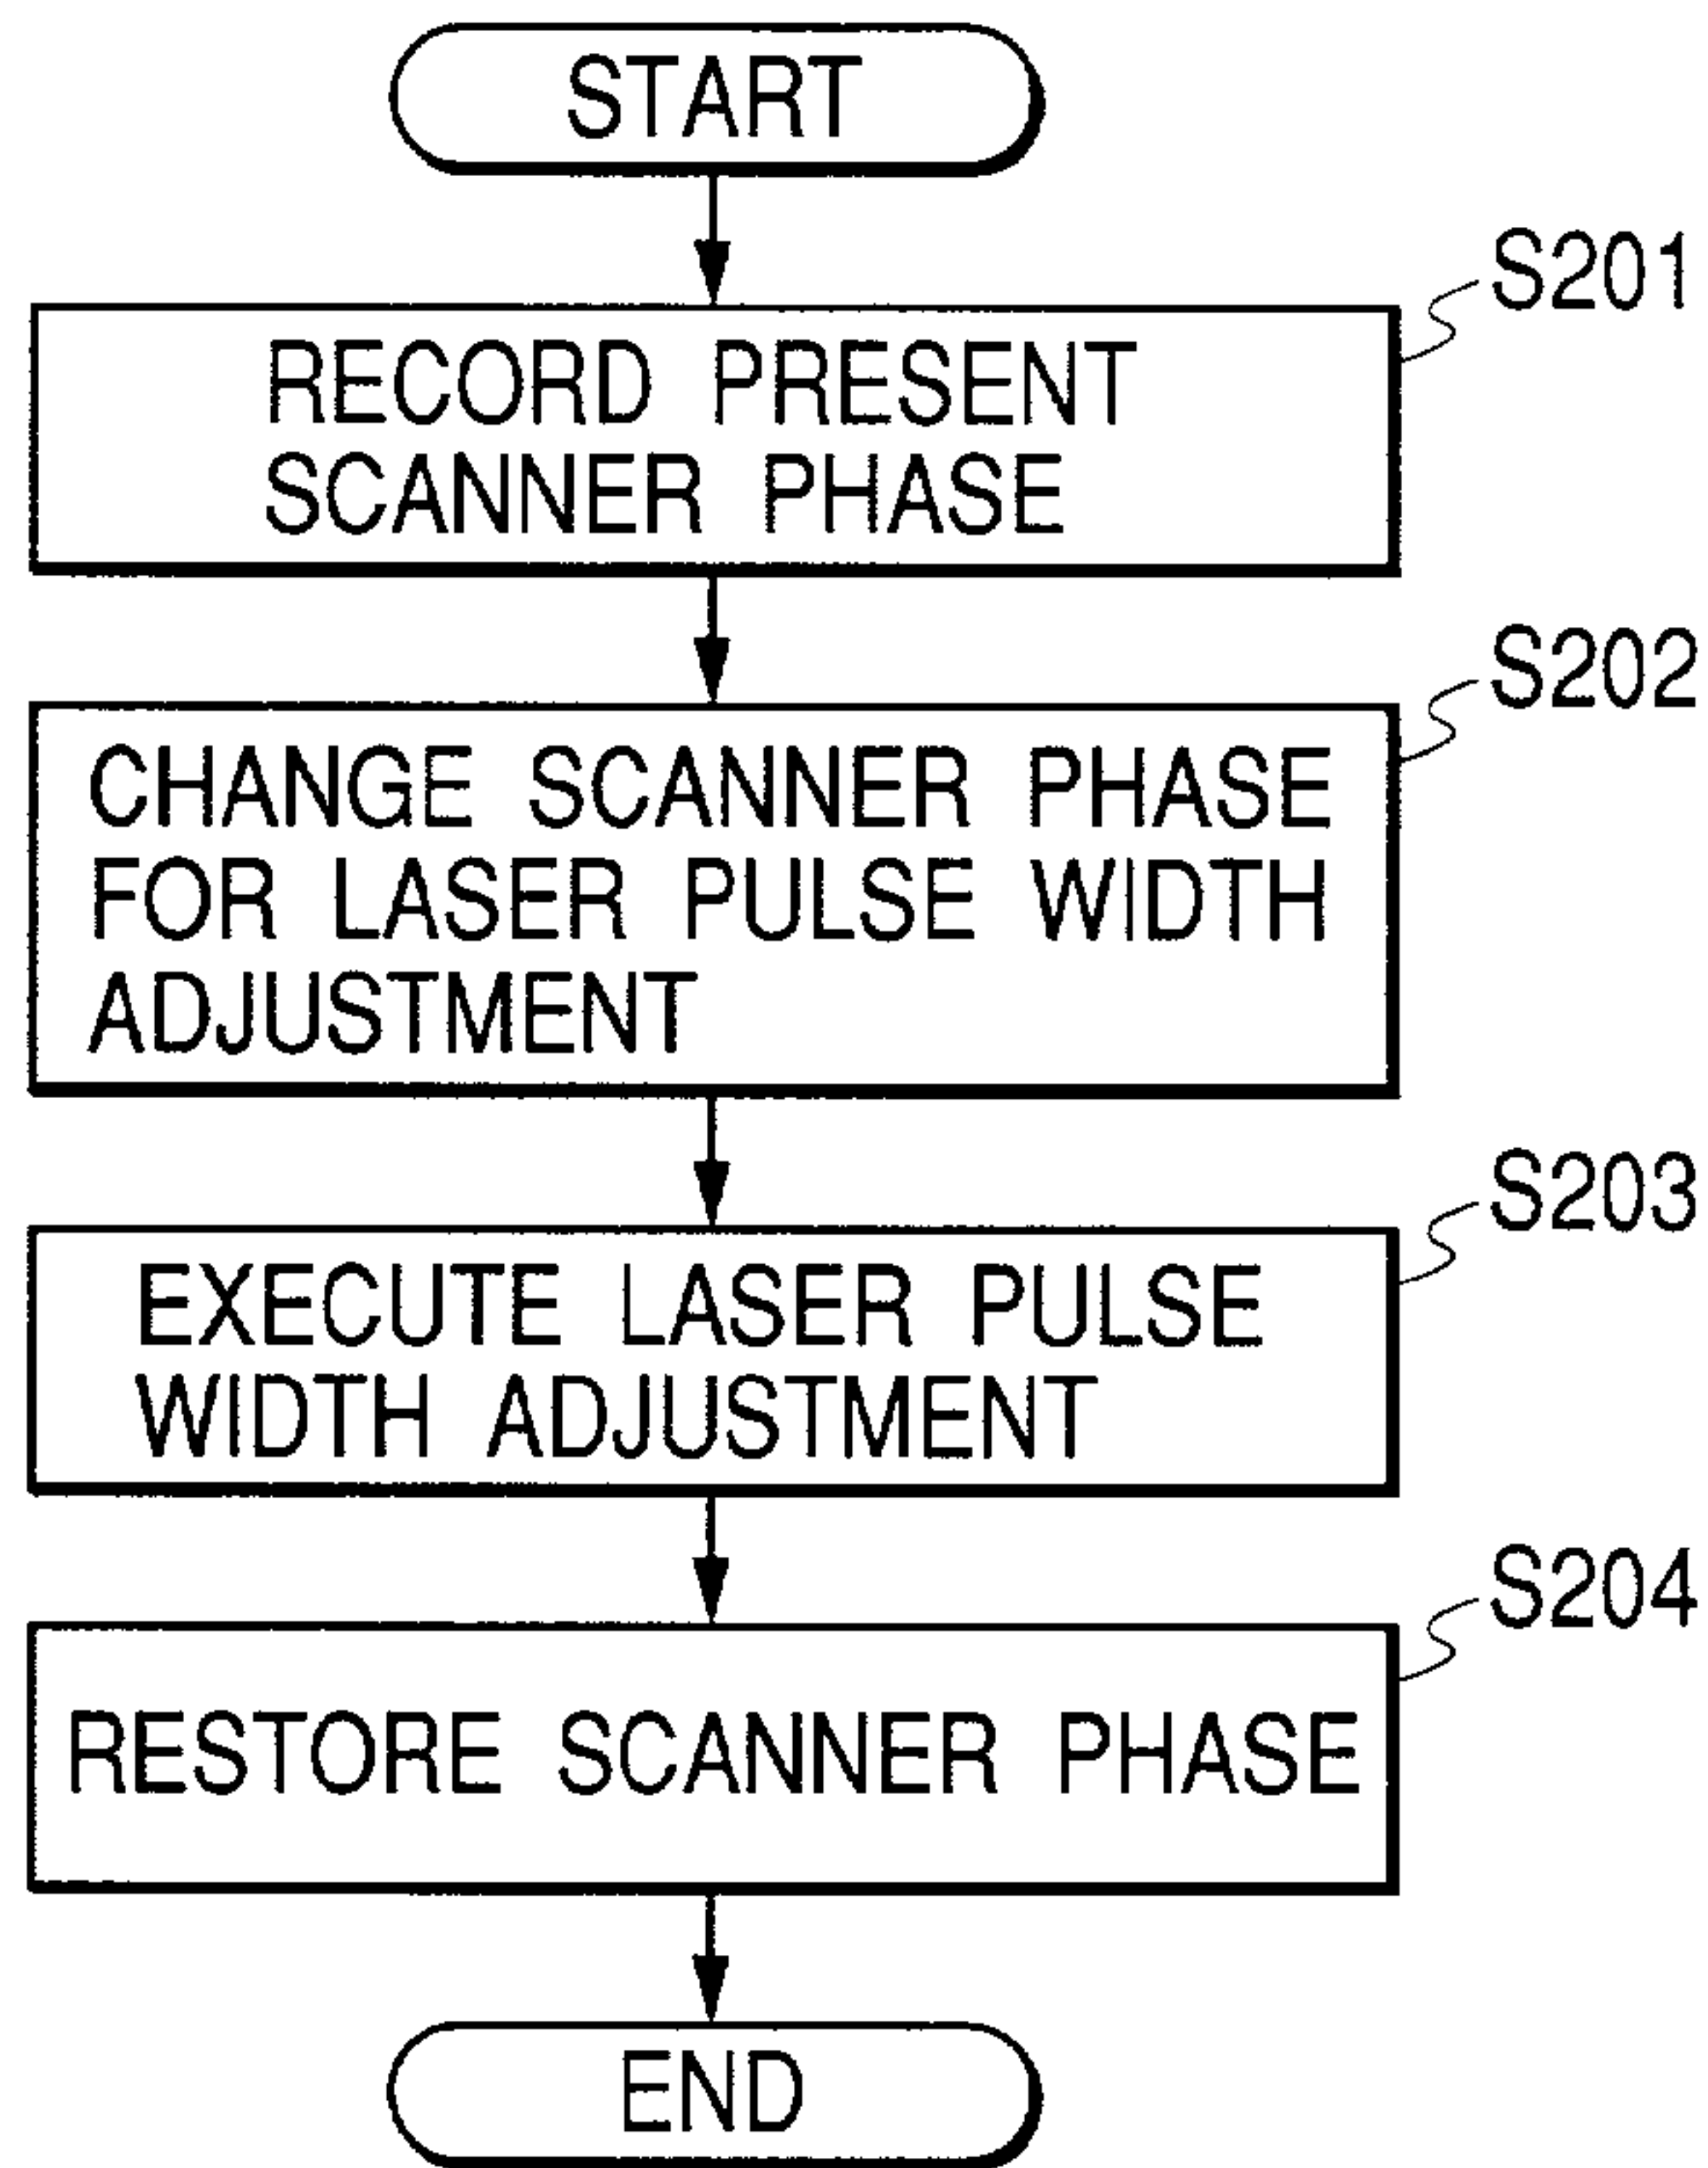 START
S201
RECORD PRESENT
SCANNER PHASE
S202
CHANGE SCANNER PHASE
FOR LASER PULSE WIDTH
ADJUSTMENT
S203
EXECUTE LASER PULSE
WIDTH ADJUSTMENT
S204
RESTORE SCANNER PHASE
END